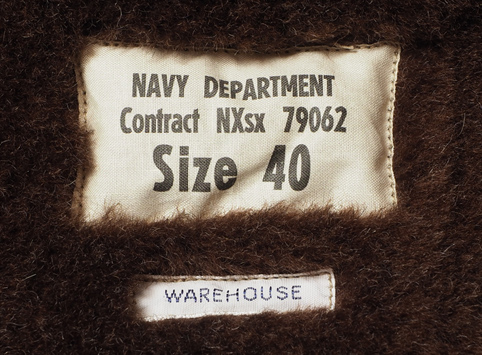 NAVY DEPARTMENT
Contract NXsx 79062
Size 40
WAREHOUSE